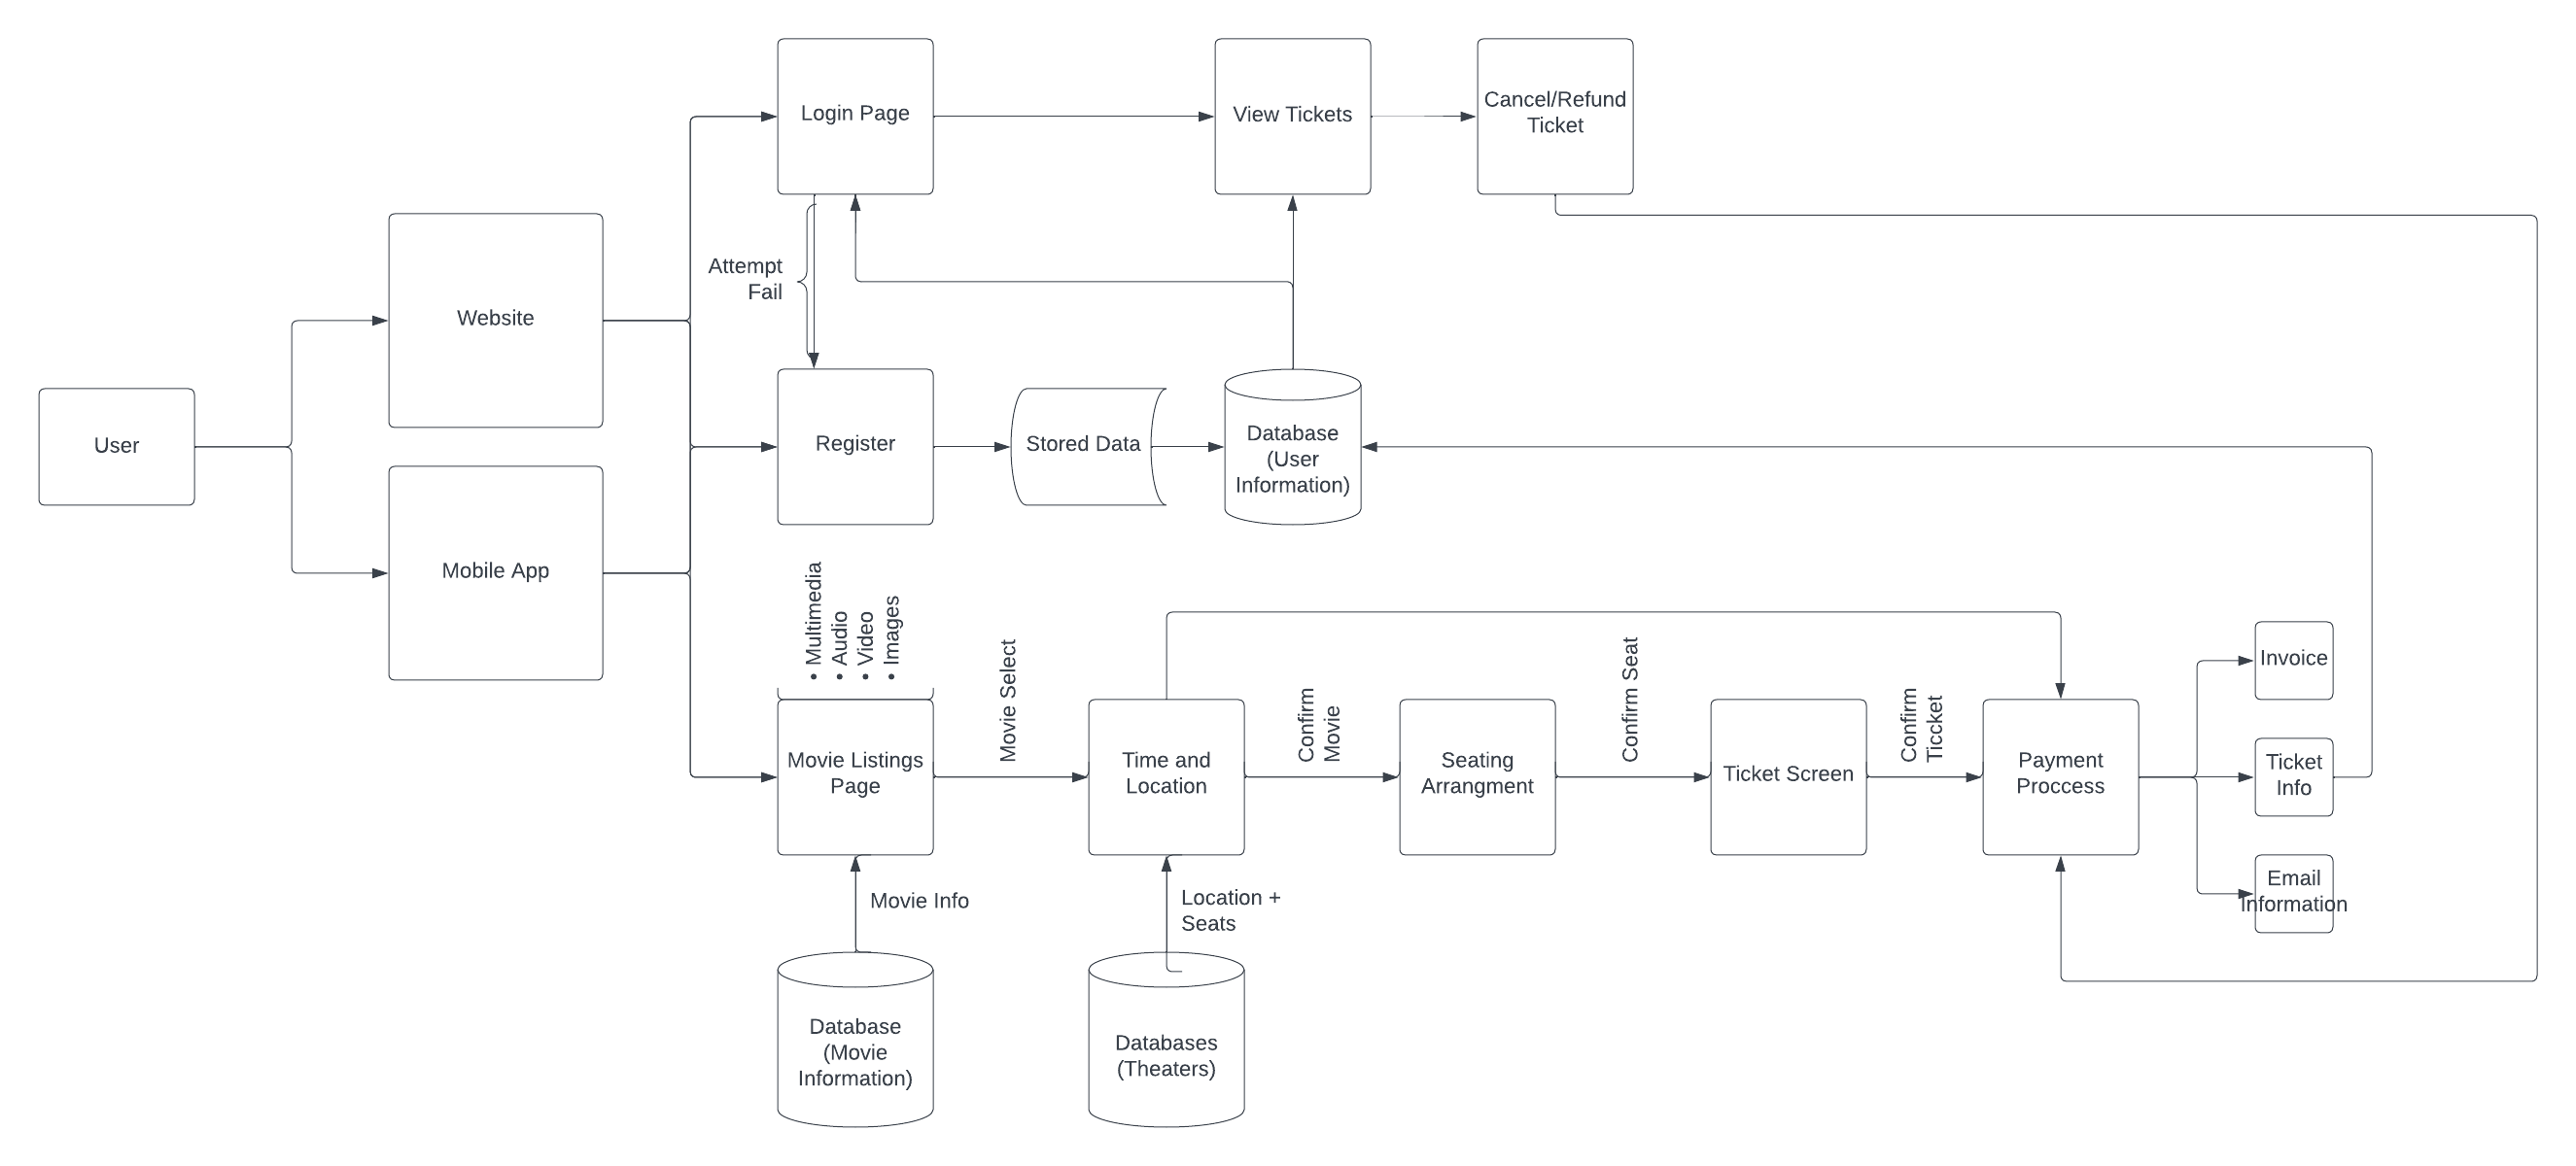 Login Page
View Tickets
Cancel/Refund
Ticket
Attempt
Fail
Website
User
Mobile App
Register
Stored Data
Database
(User
Information)
• Multimedia
• Audio
• Video
• Images
Movie Listings
Page
Movie Select
Time and
Location
Confirm
Movie
Seating
Arrangment
Confirm Seat
Ticket Screen
Confirm
Ticcket
Payment
Proccess
Invoice
Ticket
Info
Email
Information
Movie Info
Location +
Seats
Database
(Movie
Information)
Databases
(Theaters)